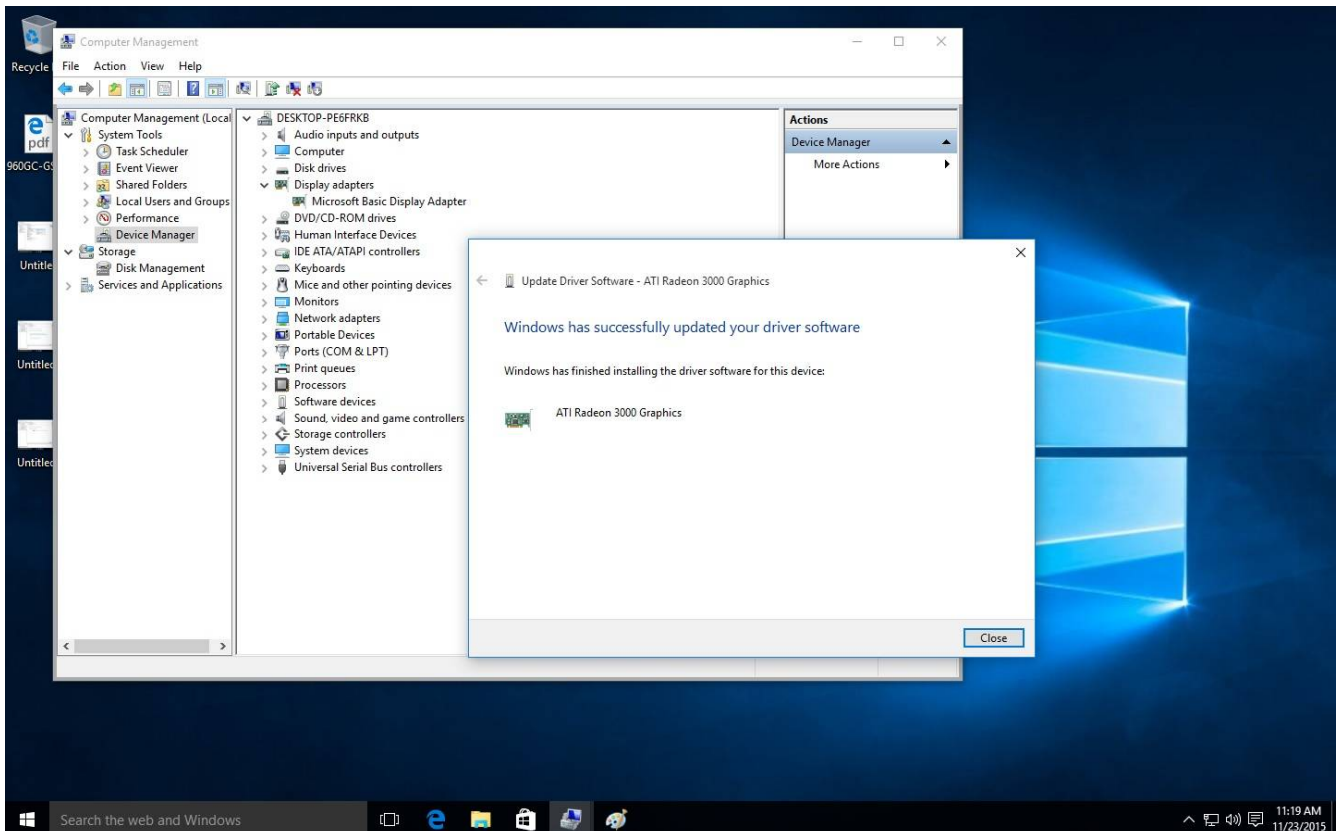 Recycle
pdf
960GC-GS
Untitle
Untitled
Untitled
Computer Management
File Action View Help
Computer Management (Local
System Tools
Task Scheduler
Event Viewer
Shared Folders
Local Users and Groups
Performance
Device Manager
Storage
Disk Management
Services and Applications
DESKTOP-PE6FRKB
Audio inputs and outputs
Computer
Disk drives
Display adapters
Microsoft Basic Display Adapter
DVD/CD-ROM drives
Human Interface Devices
IDE ATA/ATAPI controllers
Keyboards
Mice and other pointing devices
Monitors
Network adapters
Portable Devices
Ports (COM & LPT)
Print queues
Processors
Software devices
Sound, video and game controllers
Storage controllers
System devices
Universal Serial Bus controllers
Actions
Device Manager
More Actions
Update Driver Software - ATI Radeon 3000 Graphics
Windows has successfully updated your driver software
Windows has finished installing the driver software for this device:
ATI Radeon 3000 Graphics
Close
Search the web and Windows
11:19 AM
11/23/2015